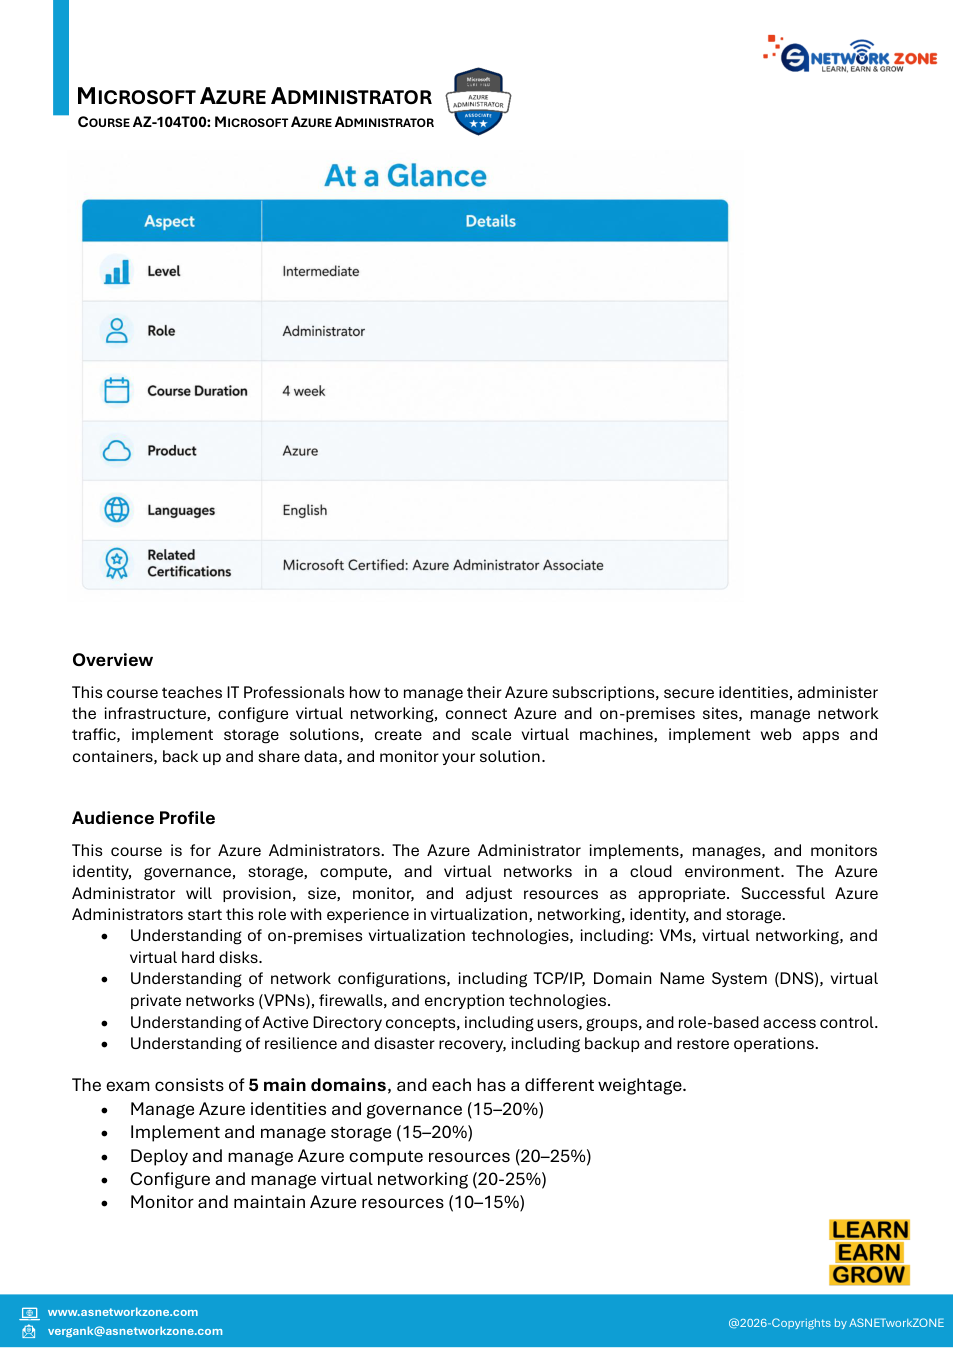 NETWORK ZONE
LEARN, EARN & GROW
MICROSOFT AZURE ADMINISTRATOR
COURSE AZ-104T00: MICROSOFT AZURE ADMINISTRATOR
Microsoft
CERTIFIED
AZURE
ADMINISTRATOR
ASSOCIATE
At a Glance
Aspect Details
Level Intermediate
Role Administrator
Course Duration 4 week
Product Azure
Languages English
Related
Certifications Microsoft Certified: Azure Administrator Associate
Overview
This course teaches IT Professionals how to manage their Azure subscriptions, secure identities, administer
the infrastructure, configure virtual networking, connect Azure and on-premises sites, manage network
traffic, implement storage solutions, create and scale virtual machines, implement web apps and
containers, back up and share data, and monitor your solution.
Audience Profile
This course is for Azure Administrators. The Azure Administrator implements, manages, and monitors
identity, governance, storage, compute, and virtual networks in a cloud environment. The Azure
Administrator will provision, size, monitor, and adjust resources as appropriate. Successful Azure
Administrators start this role with experience in virtualization, networking, identity, and storage.
• Understanding of on-premises virtualization technologies, including: VMs, virtual networking, and
virtual hard disks.
• Understanding of network configurations, including TCP/IP, Domain Name System (DNS), virtual
private networks (VPNs), firewalls, and encryption technologies.
• Understanding of Active Directory concepts, including users, groups, and role-based access control.
• Understanding of resilience and disaster recovery, including backup and restore operations.
The exam consists of 5 main domains, and each has a different weightage.
• Manage Azure identities and governance (15–20%)
• Implement and manage storage (15–20%)
• Deploy and manage Azure compute resources (20–25%)
• Configure and manage virtual networking (20-25%)
• Monitor and maintain Azure resources (10–15%)
LEARN
EARN
GROW
www.asnetworkzone.com
vergank@asnetworkzone.com
@2026-Copyrights by ASNETworkZONE